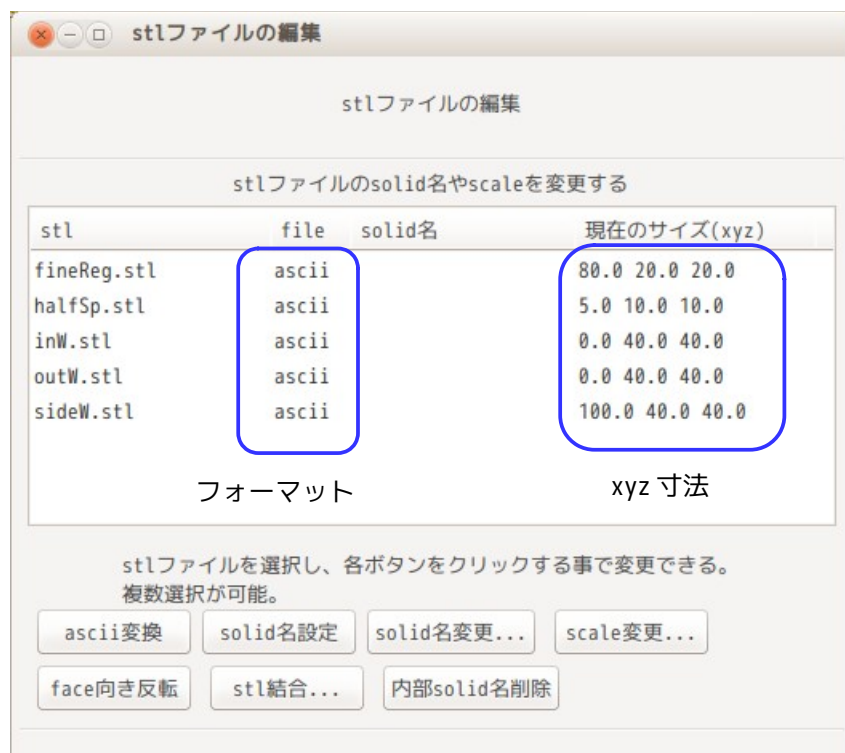 stlファイルの編集
stlファイルの編集
stlファイルのsolid名やscaleを変更する
stl file solid名 現在のサイズ(xyz)
fineReg.stl ascii 80.0 20.0 20.0
halfSp.stl ascii 5.0 10.0 10.0
inW.stl ascii 0.0 40.0 40.0
outW.stl ascii 0.0 40.0 40.0
sideW.stl ascii 100.0 40.0 40.0
フォーマット xyz 寸法
stlファイルを選択し、各ボタンをクリックする事で変更できる。
複数選択が可能。
ascii変換 solid名設定 solid名変更... scale変更...
face向き反転 stl結合... 内部solid名削除